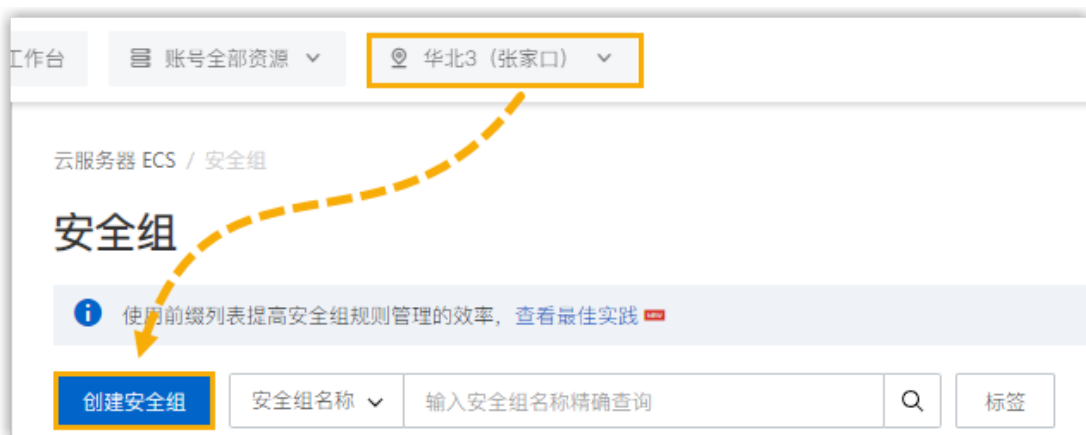 工作台 账号全部资源 华北3（张家口）
云服务器 ECS / 安全组
安全组
使用前缀列表提高安全组规则管理的效率，查看最佳实践 NEW
创建安全组 安全组名称 输入安全组名称精确查询 标签